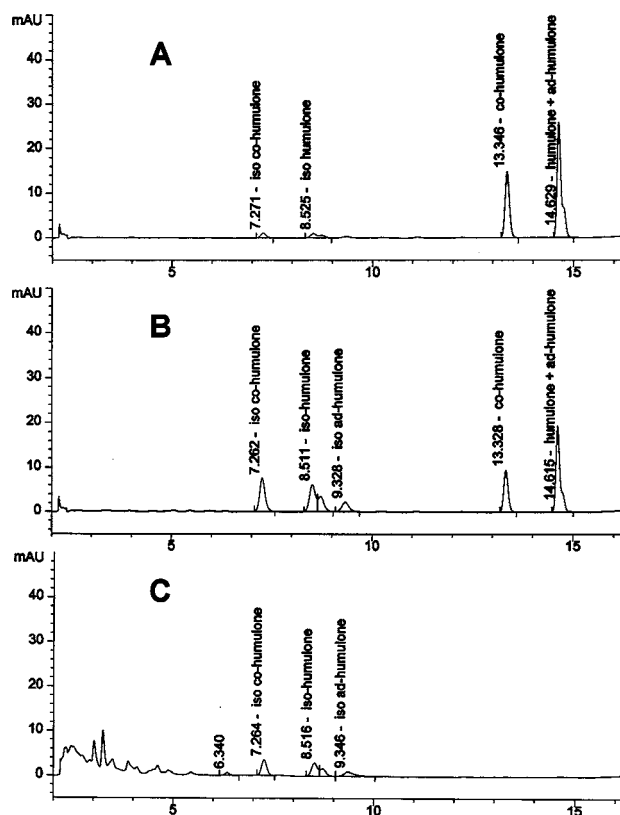 mAU
A
50
40
30
20
10
0
7.271 - iso co-humulone
8.525 - iso humulone
13.346 - co-humulone
14.629 - humulone + ad-humulone
5
10
15
mAU
B
40
30
20
10
0
7.262 - iso co-humulone
8.511 - iso-humulone
9.328 - iso ad-humulone
13.328 - co-humulone
14.615 - humulone + ad-humulone
5
10
15
mAU
C
40
30
20
10
0
6.340
7.264 - iso co-humulone
8.516 - iso-humulone
9.346 - iso ad-humulone
5
10
15